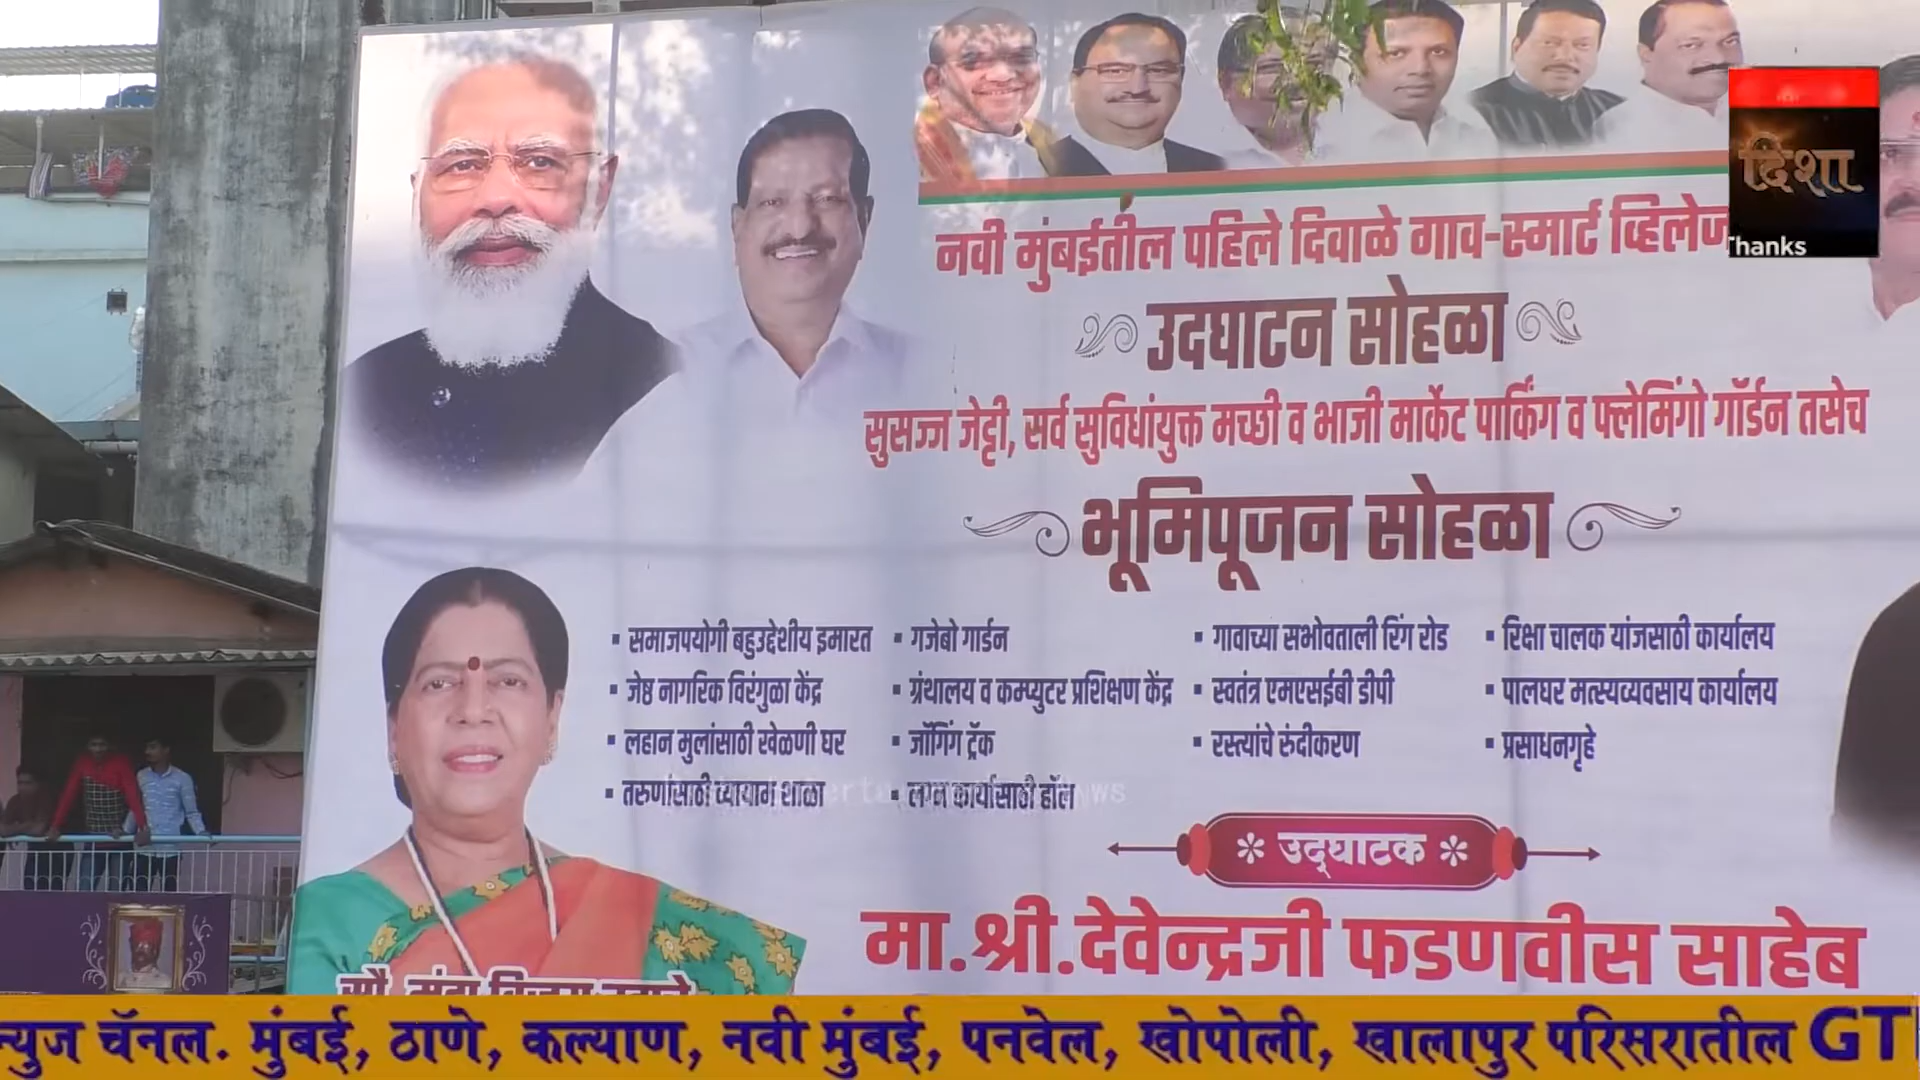 दिशा
Thanks
नवी मुंबईतील पहिले दिवाळे गाव-स्मार्ट व्हिलेज
उदघाटन सोहळा
सुसज्ज जेट्टी, सर्व सुविधांयुक्त मच्छी व भाजी मार्केट पार्किंग व फ्लेमिंगो गॉर्डन तसेच
भूमिपूजन सोहळा
▪ समाजपयोगी बहुउद्देशीय इमारत
▪ जेष्ठ नागरिक विरंगुळा केंद्र
▪ लहान मुलांसाठी खेळणी घर
▪ तरुणांसाठी व्यायाम शाळा
▪ गजेबो गार्डन
▪ ग्रंथालय व कम्प्युटर प्रशिक्षण केंद्र
▪ जॉगिंग ट्रॅक
▪ लग्न कार्यासाठी हॉल
▪ गावाच्या सभोवताली रिंग रोड
▪ स्वतंत्र एमएसईबी डीपी
▪ रस्त्यांचे रुंदीकरण
▪ रिक्षा चालक यांजसाठी कार्यालय
▪ पालघर मत्स्यव्यवसाय कार्यालय
▪ प्रसाधनगृहे
* उद्घाटक *
मा.श्री.देवेन्द्रजी फडणवीस साहेब
न्युज चॅनल. मुंबई, ठाणे, कल्याण, नवी मुंबई, पनवेल, खोपोली, खालापुर परिसरातील GT